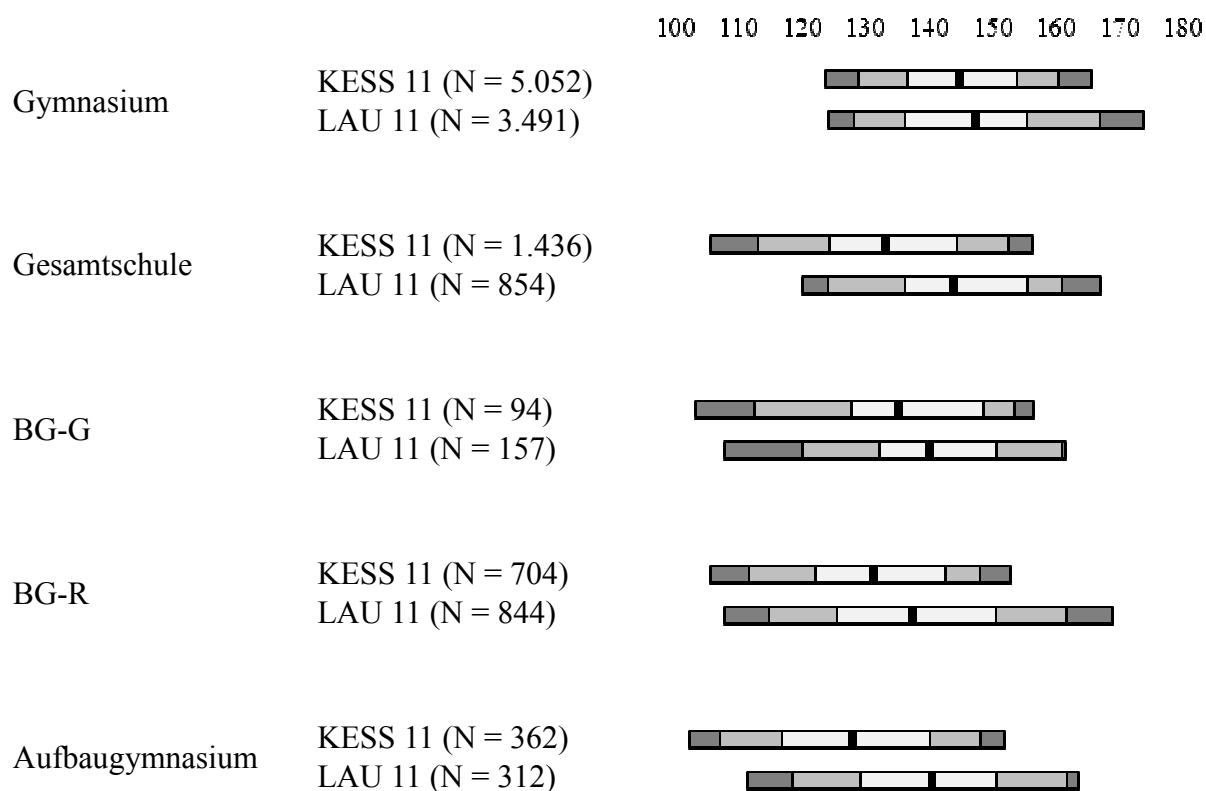 100 110 120 130 140 150 160 170 180
Gymnasium
KESS 11 (N = 5.052)
LAU 11 (N = 3.491)
Gesamtschule
KESS 11 (N = 1.436)
LAU 11 (N = 854)
BG-G
KESS 11 (N = 94)
LAU 11 (N = 157)
BG-R
KESS 11 (N = 704)
LAU 11 (N = 844)
Aufbaugymnasium
KESS 11 (N = 362)
LAU 11 (N = 312)